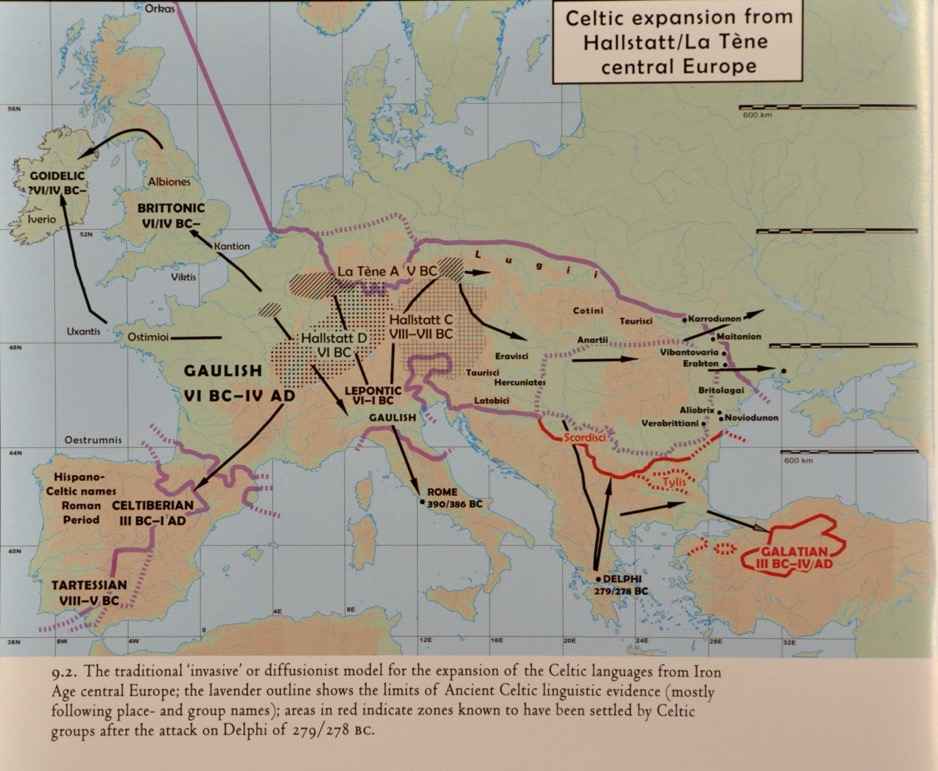 Celtic expansion from
Hallstatt/La Tène
central Europe
Orkas
56N
600 km
GOIDELIC
?VI/IV BC–
Iverio
Albiones
BRITTONIC
VI/IV BC–
52N
Kantion
Viktis
Uxantis
Ostimioi
48N
La Tène A V BC
Lugii
Hallstatt C
VIII–VII BC
Hallstatt D
VI BC
Cotini
Teurisci
Karrodunon
Maitonion
Anartii
Vibantovaria
Erakton
Eravisci
Taurisci
Hercuniates
Britolagai
Latobici
Aliobrix
Noviodunon
Verobrittiani
GAULISH
VI BC–IV AD
LEPONTIC
VI–I BC
GAULISH
Oestrumnis
44N
600 km
Scordisci
Tylis
Hispano-
Celtic names
Roman
Period
CELTIBERIAN
III BC–I AD
ROME
390/386 BC
40N
GALATIAN
III BC–IV AD
TARTESSIAN
VIII–V BC
DELPHI
279/278 BC
36N
8W
4W
0
4E
8E
12E
16E
20E
24E
28E
32E
9.2. The traditional ‘invasive’ or diffusionist model for the expansion of the Celtic languages from Iron
Age central Europe; the lavender outline shows the limits of Ancient Celtic linguistic evidence (mostly
following place- and group names); areas in red indicate zones known to have been settled by Celtic
groups after the attack on Delphi of 279/278 BC.